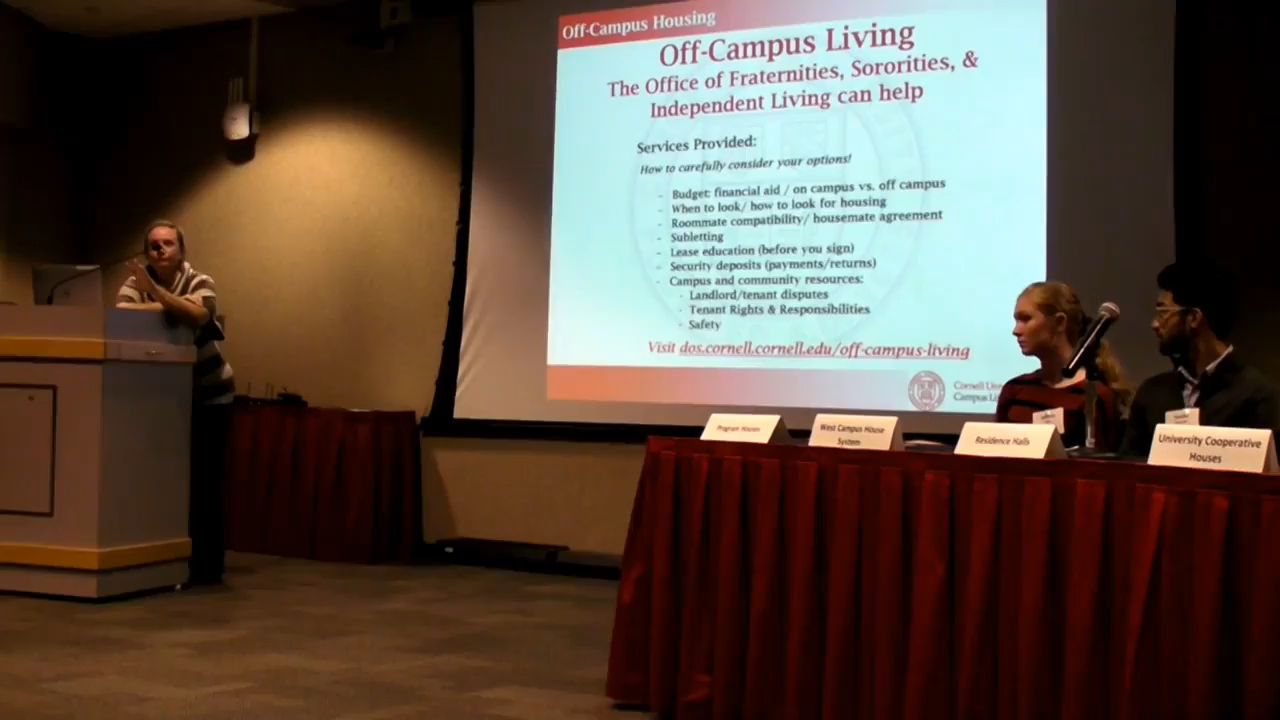 Off-Campus Housing
Off-Campus Living
The Office of Fraternities, Sororities, &
Independent Living can help
Services Provided:
How to carefully consider your options!
- Budget: financial aid / on campus vs. off campus
- When to look/ how to look for housing
- Roommate compatibility/ housemate agreement
- Subletting
- Lease education (before you sign)
- Security deposits (payments/returns)
- Campus and community resources:
- Landlord/tenant disputes
- Tenant Rights & Responsibilities
- Safety
Visit dos.cornell.cornell.edu/off-campus-living
Cornell
Campus
Program Houses
West Campus House
System
Residence Halls
University Cooperative
Houses